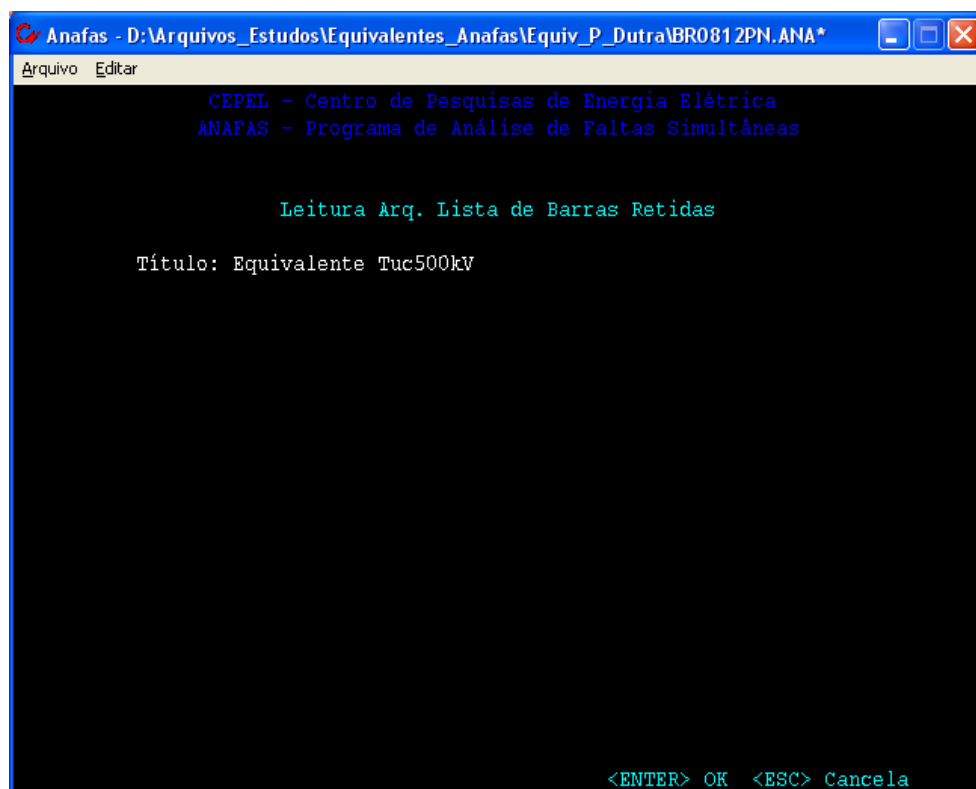 Anafas - D:\Arquivos_Estudos\Equivalentes_Anafas\Equiv_P_Dutra\BR0812PN.ANA*
Arquivo Editar
CEPEL - Centro de Pesquisas de Energia Elétrica
ANAFAS - Programa de Análise de Faltas Simultâneas
Leitura Arq. Lista de Barras Retidas
Título: Equivalente Tuc500kV
<ENTER> OK <ESC> Cancela